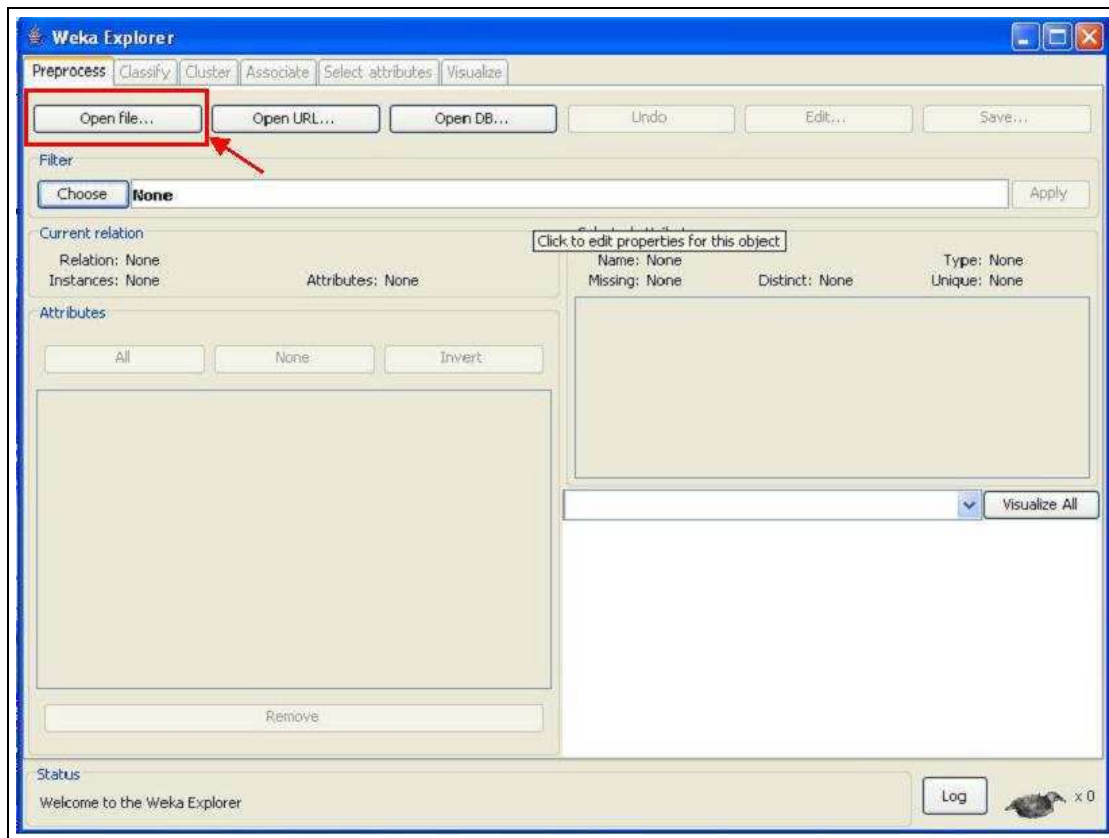 Weka Explorer
Preprocess Classify Cluster Associate Select attributes Visualize
Open file... Open URL... Open DB... Undo Edit... Save...
Filter
Choose None Apply
Current relation
Relation: None
Instances: None Attributes: None
Click to edit properties for this object
Name: None Type: None
Missing: None Distinct: None Unique: None
Attributes
All None Invert
Visualize All
Remove
Status
Welcome to the Weka Explorer
Log x 0